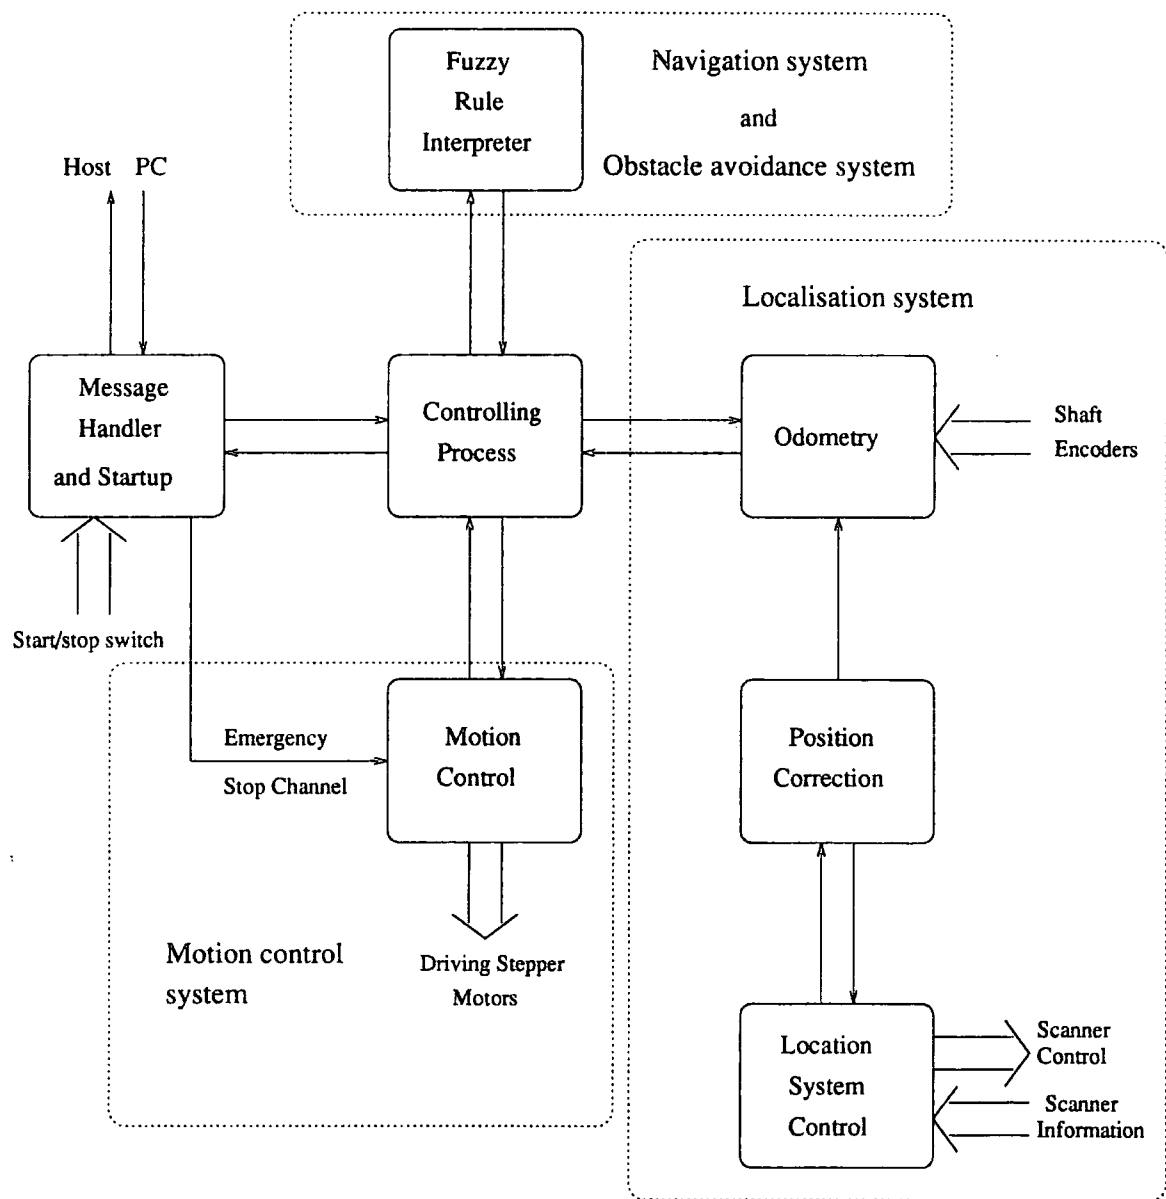 Fuzzy
Rule
Interpreter
Navigation system
and
Obstacle avoidance system
Host PC
Localisation system
Message
Handler
and Startup
Controlling
Process
Odometry
Shaft
Encoders
Start/stop switch
Emergency
Stop Channel
Motion
Control
Position
Correction
Motion control
system
Driving Stepper
Motors
Location
System
Control
Scanner
Control
Scanner
Information